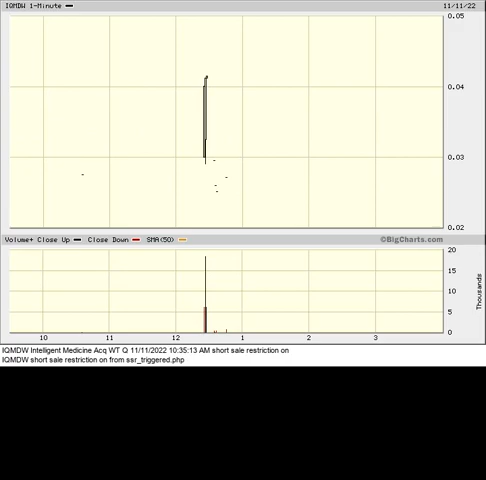 IQMDW 1-Minute 11/11/22
0.05
0.04
0.03
0.02
Volume+ Close Up Close Down SMA(50) ©BigCharts.com
20
15
10
5
0
Thousands
10 11 12 1 2 3
IQMDW Intelligent Medicine Acq WT Q 11/11/2022 10:35:13 AM short sale restriction on
IQMDW short sale restriction on from ssr_triggered.php